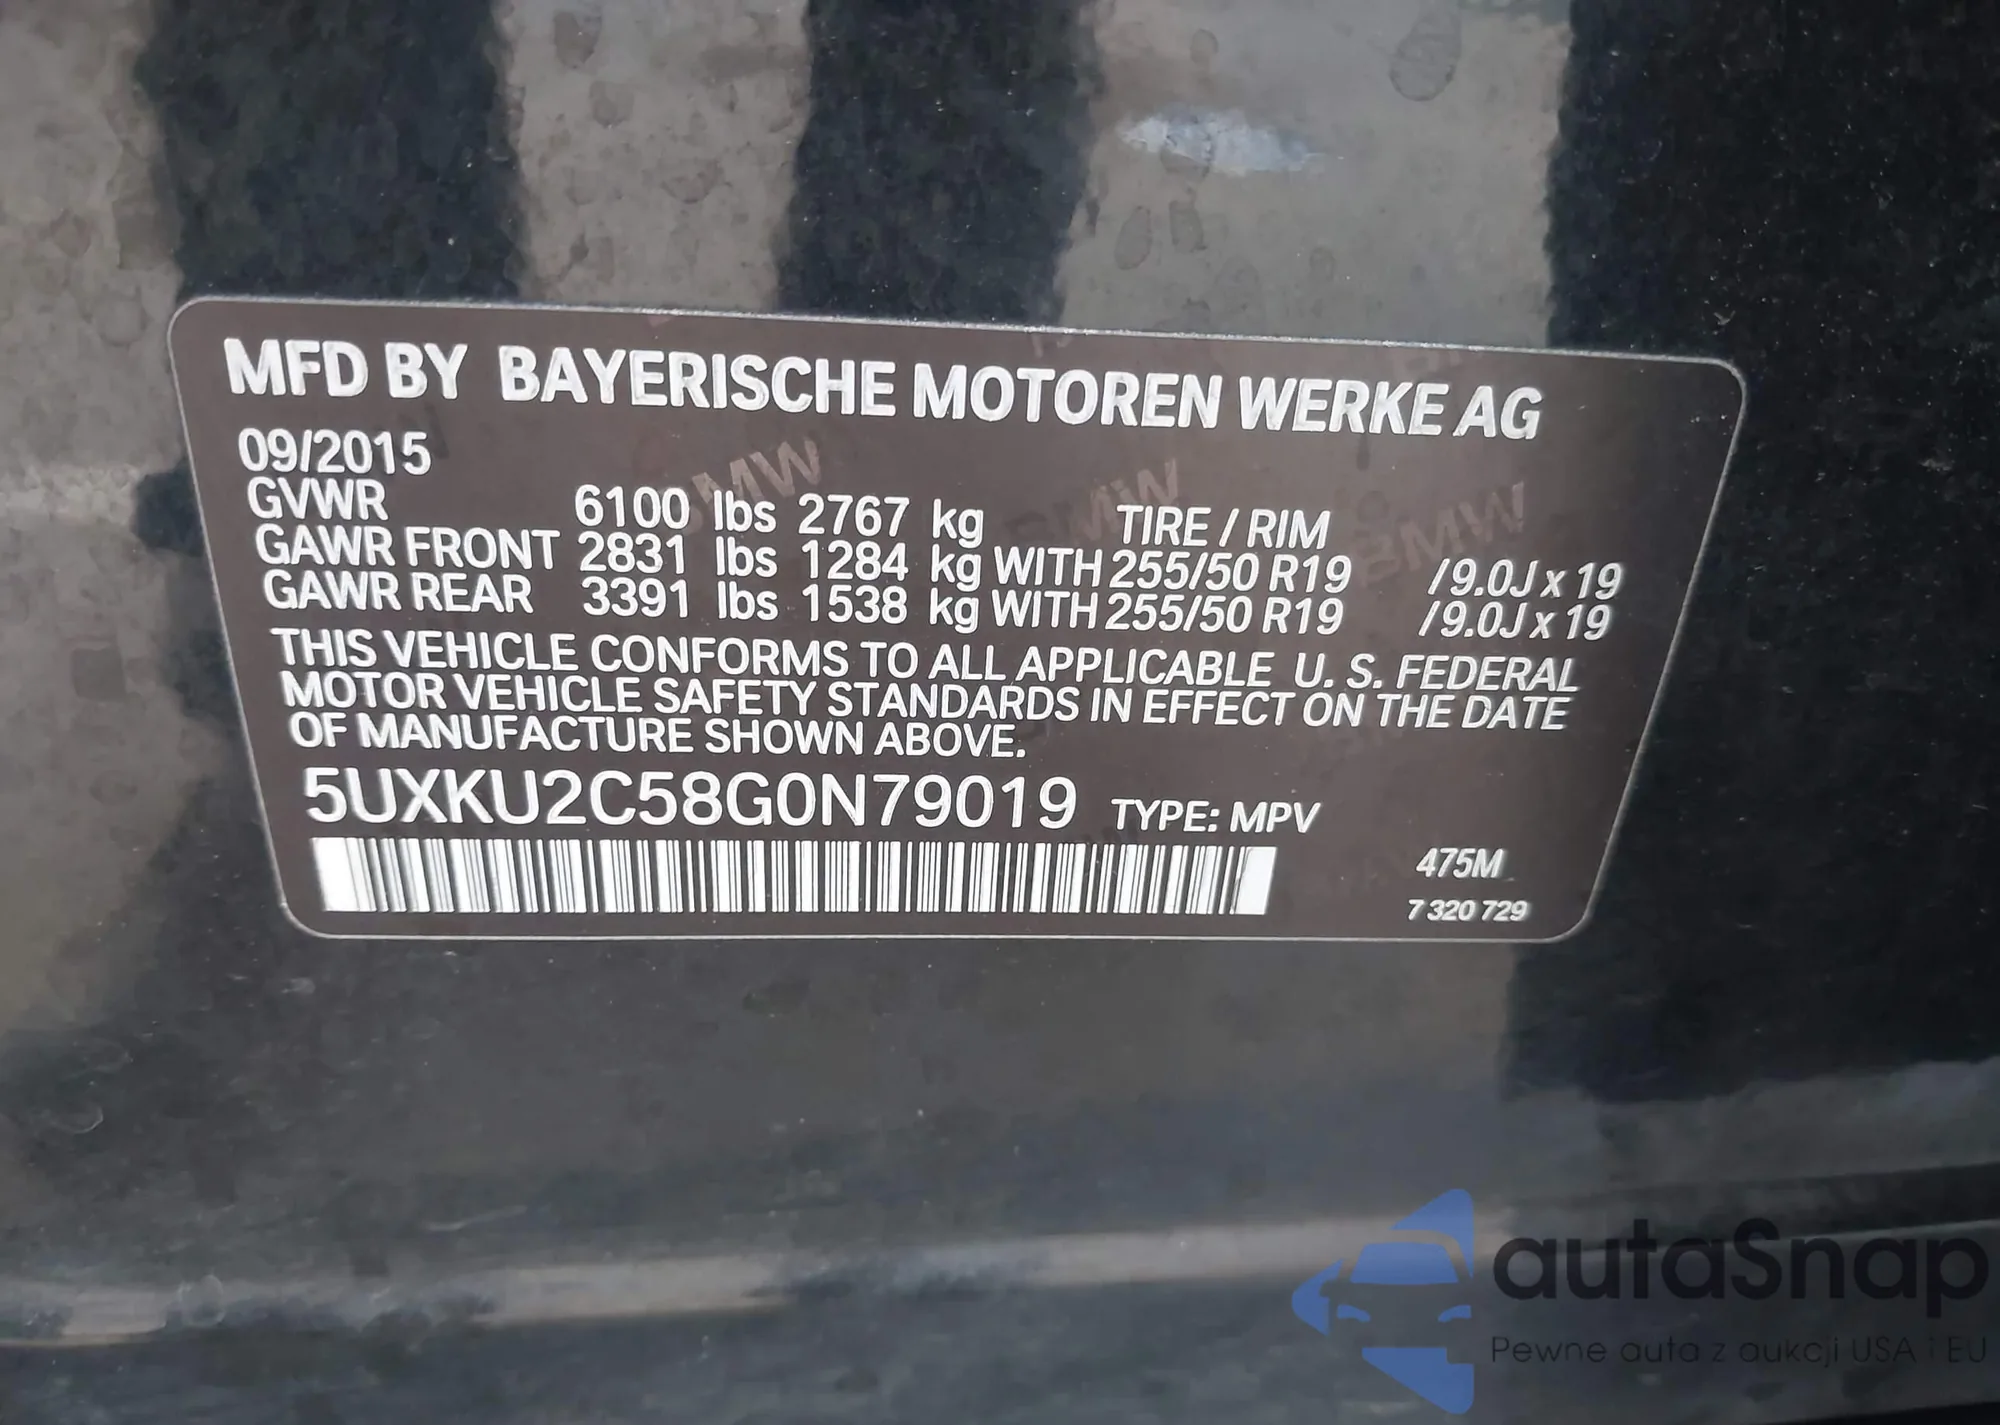 MFD BY BAYERISCHE MOTOREN WERKE AG
09/2015
GVWR 6100 lbs 2767 kg TIRE / RIM
GAWR FRONT 2831 lbs 1284 kg WITH 255/50 R19 /9.0J x 19
GAWR REAR 3391 lbs 1538 kg WITH 255/50 R19 /9.0J x 19
THIS VEHICLE CONFORMS TO ALL APPLICABLE U. S. FEDERAL
MOTOR VEHICLE SAFETY STANDARDS IN EFFECT ON THE DATE
OF MANUFACTURE SHOWN ABOVE.
5UXKU2C58G0N79019 TYPE: MPV
475M
7 320 729
BMW BMW BMW
autaSnap
Pewne auta z aukcji USA i EU